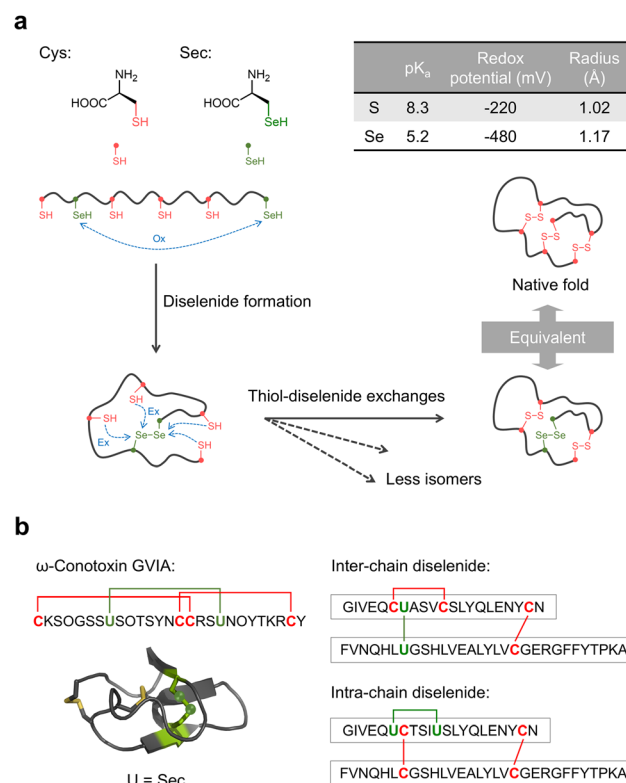 a
Cys:
Sec:
NH2
HOOC
SH
NH2
HOOC
SeH
SH
SeH
pKa Redox potential (mV) Radius (Å)
S 8.3 -220 1.02
Se 5.2 -480 1.17
SH SeH SH SH SH SeH
Ox
Diselenide formation
S–S
S–S
S–S
Native fold
Equivalent
SH
SH
Ex
SH
Se–Se
Ex
SH
Thiol-diselenide exchanges
Less isomers
S–S
Se–Se
S–S
b
ω-Conotoxin GVIA:
CKSOGSSUSOTSYNCCRSUNOYTKRCY
U = Sec
Inter-chain diselenide:
GIVEQCUASVCSLYQLENYCN
FVNQHLUGSHLVEALYLVCGERGFFYTPKA
Intra-chain diselenide:
GIVEQUCTSIUSLYQLENYCN
FVNQHLCGSHLVEALYLVCGERGFFYTPKA